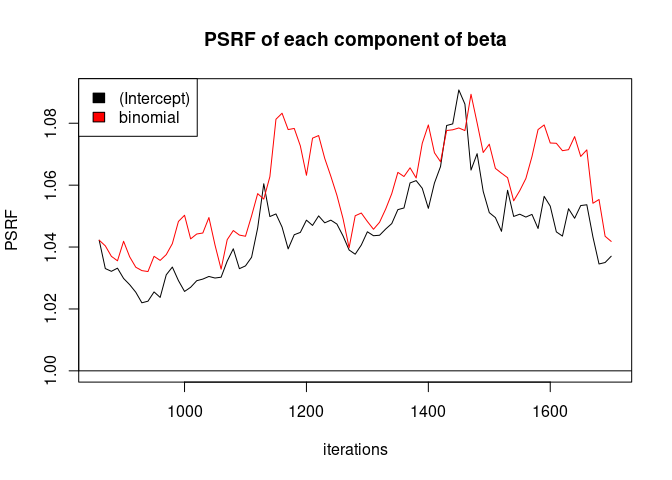 PSRF of each component of beta
(Intercept)
binomial
PSRF
1.08
1.06
1.04
1.02
1.00
1000 1200 1400 1600
iterations